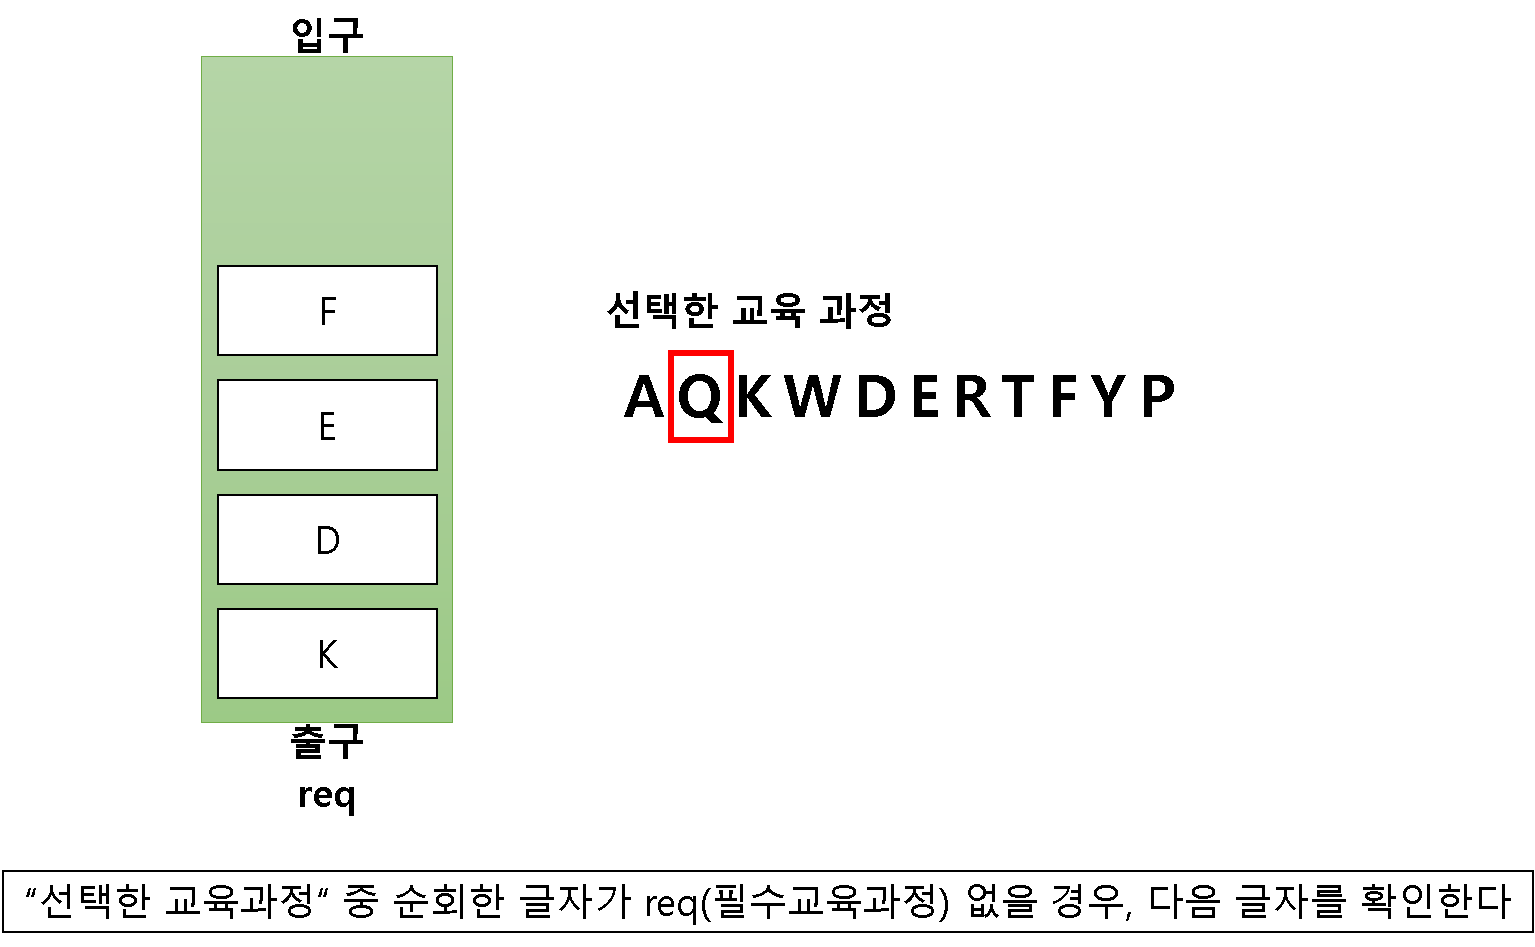 입구
F
E
D
K
출구
req
선택한 교육 과정
A Q K W D E R T F Y P
“선택한 교육과정“ 중 순회한 글자가 req(필수교육과정) 없을 경우, 다음 글자를 확인한다